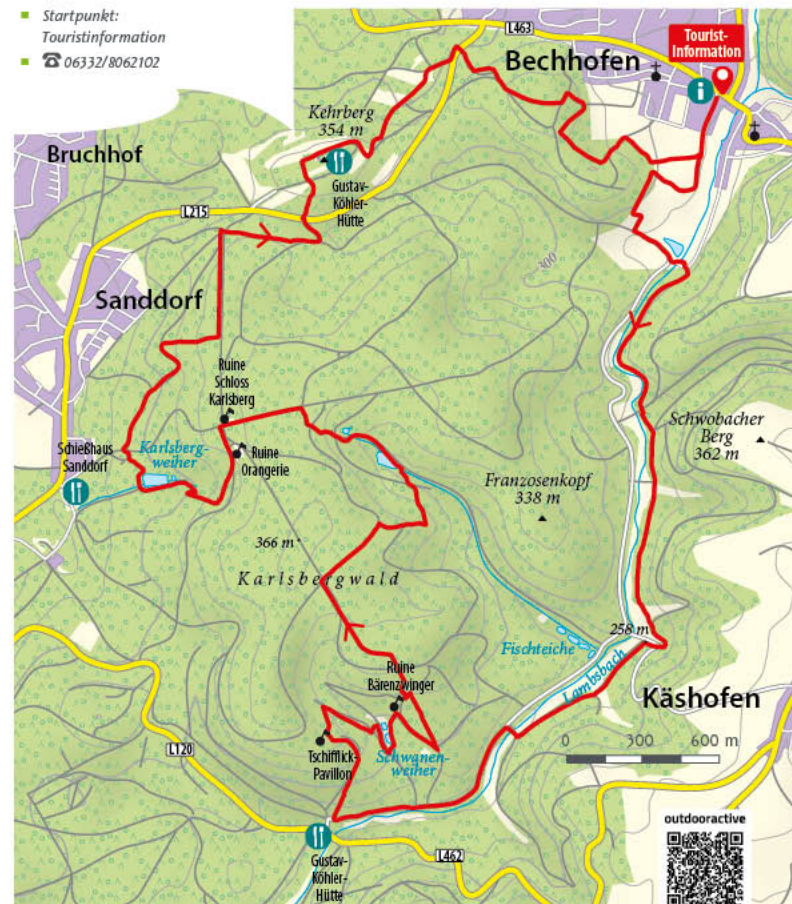 Startpunkt:
Touristinformation
☎ 06332/8062102
L463
Tourist-
Information
Bechhofen
i
Kehrberg
354 m
Bruchhof
Gustav-
Köhler-
Hütte
L215
300
Sanddorf
Ruine
Schloss
Karlsberg
Schwobacher
Berg
362 m
Schießhaus
Sanddorf
Karlsberg-
weiher
Ruine
Orangerie
Franzosenkopf
338 m
366 m
Karlsbergwald
258 m
Fischteiche
Lambsbach
Käshofen
Ruine
Bärenzwinger
Tschifflick-
Pavillon
Schwanen-
weiher
0 300 600 m
L120
outdooractive
Gustav-
Köhler-
Hütte
L462